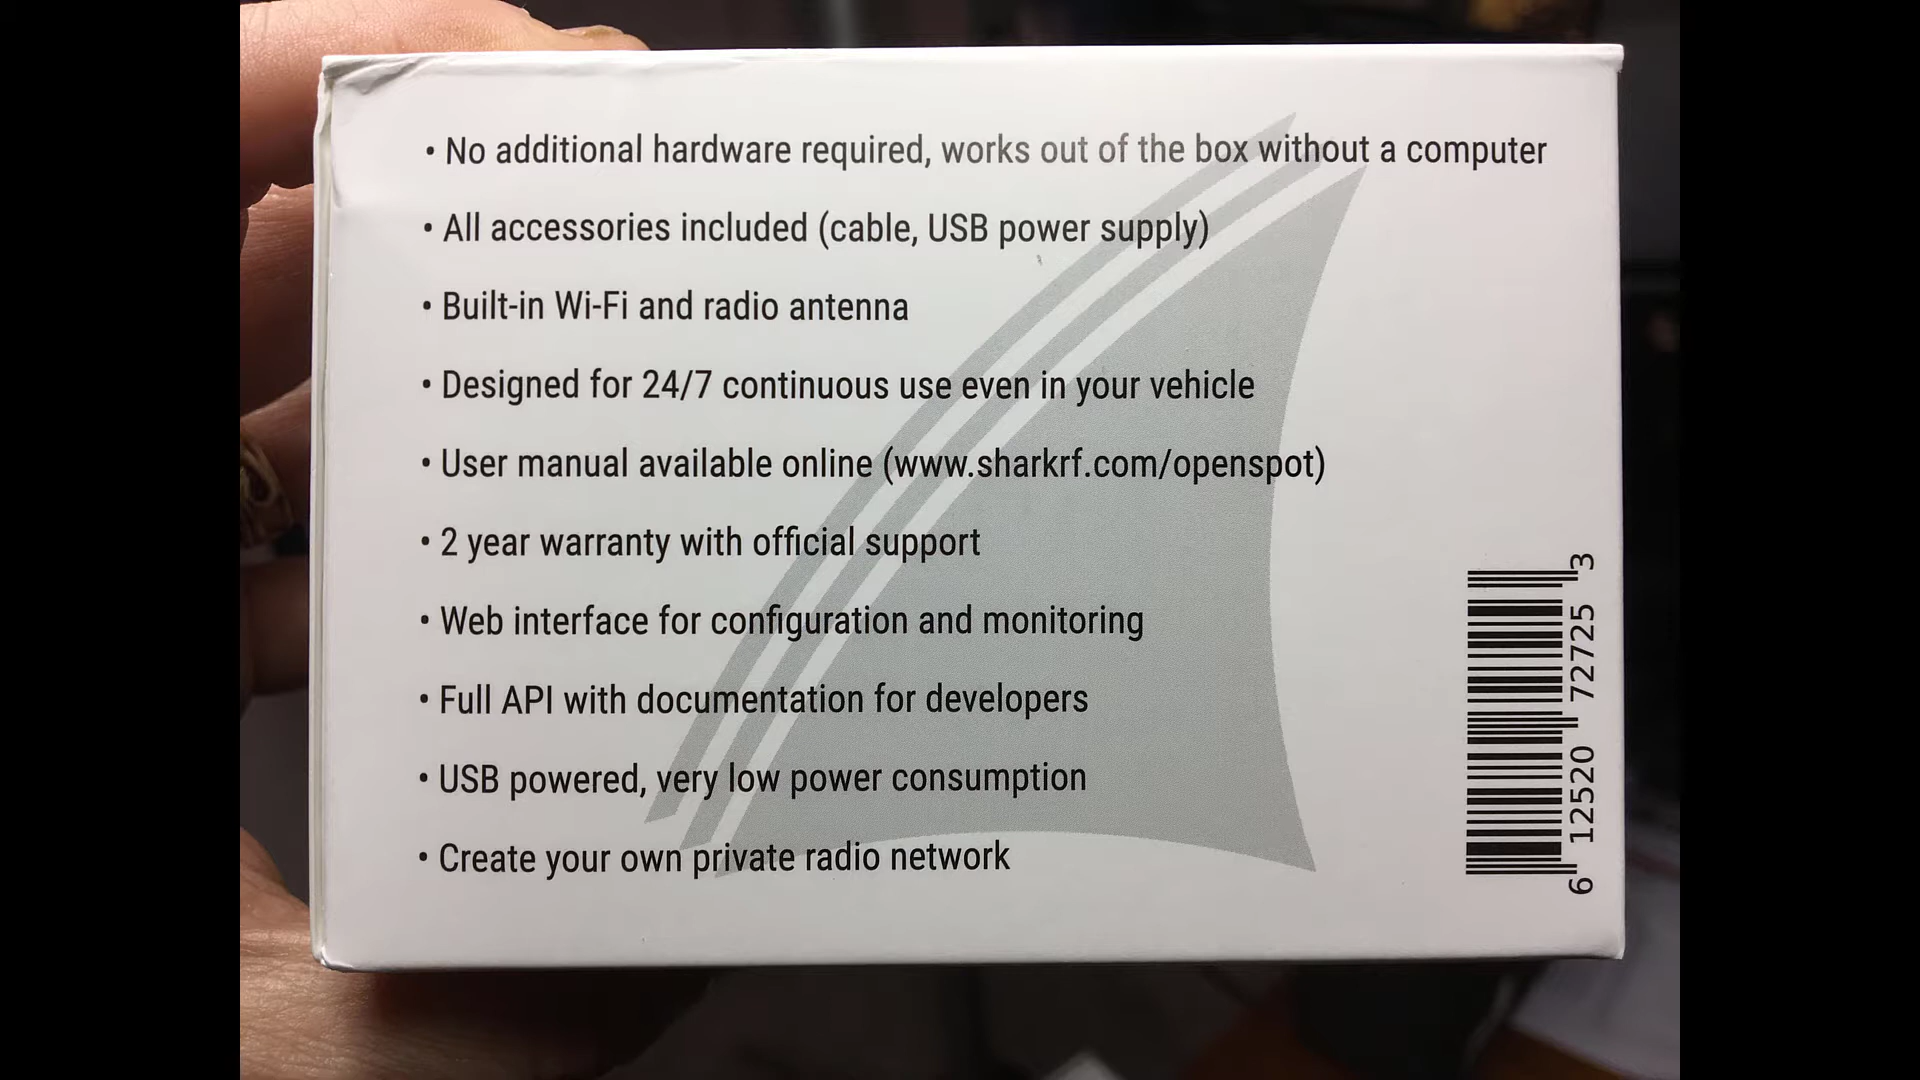 • No additional hardware required, works out of the box without a computer
• All accessories included (cable, USB power supply)
• Built-in Wi-Fi and radio antenna
• Designed for 24/7 continuous use even in your vehicle
• User manual available online (www.sharkrf.com/openspot)
• 2 year warranty with official support
• Web interface for configuration and monitoring
• Full API with documentation for developers
• USB powered, very low power consumption
• Create your own private radio network
6 12520 72725 3